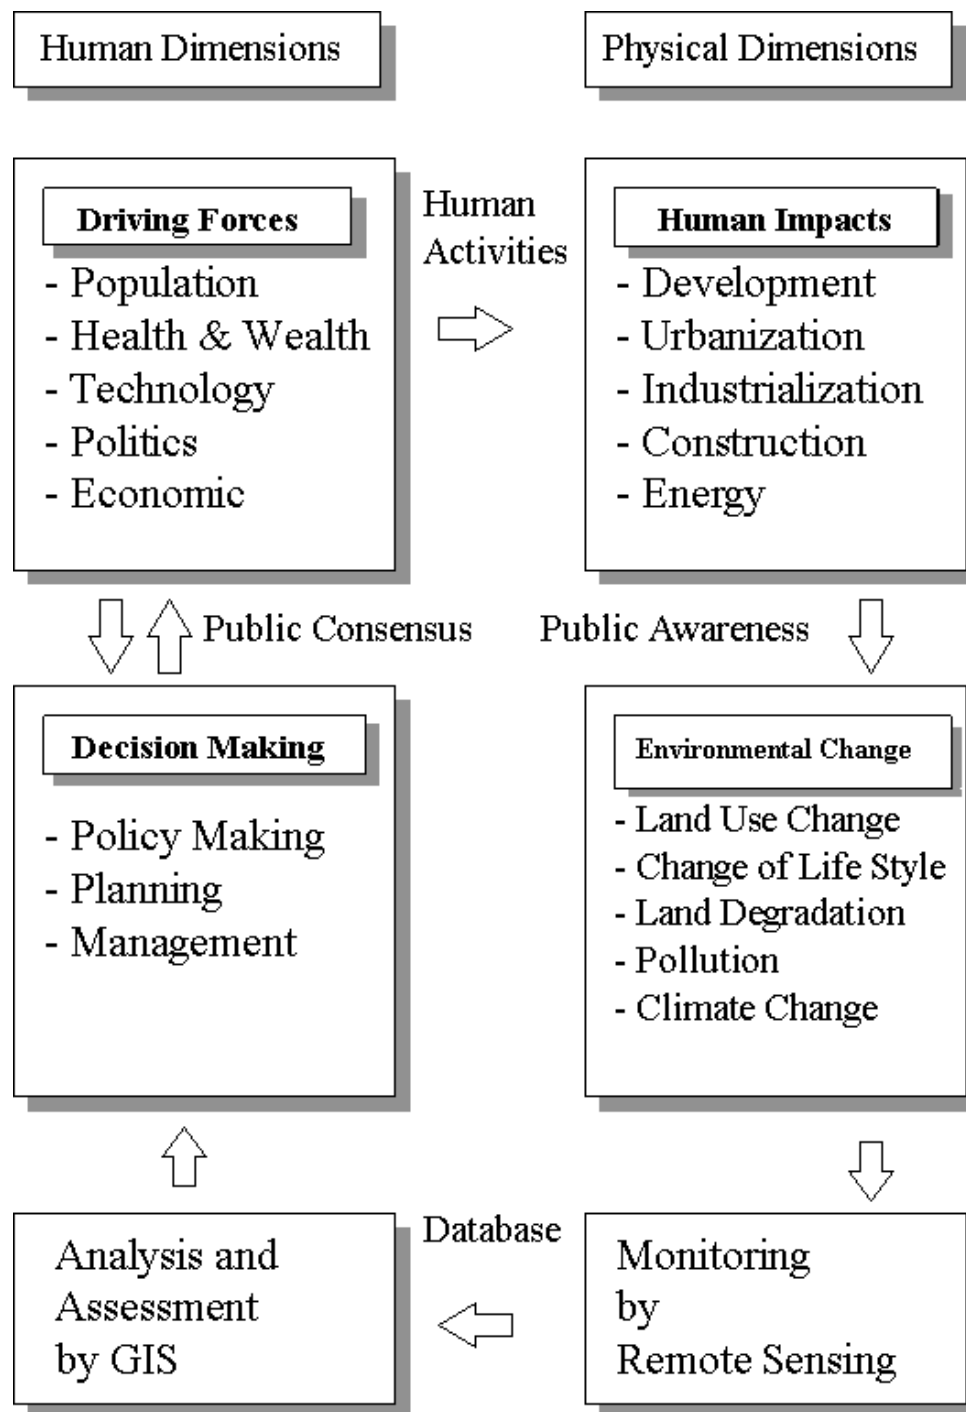 Human Dimensions
Physical Dimensions
Driving Forces
- Population
- Health & Wealth
- Technology
- Politics
- Economic
Human
Activities
Human Impacts
- Development
- Urbanization
- Industrialization
- Construction
- Energy
Public Consensus
Public Awareness
Decision Making
- Policy Making
- Planning
- Management
Environmental Change
- Land Use Change
- Change of Life Style
- Land Degradation
- Pollution
- Climate Change
Analysis and
Assessment
by GIS
Database
Monitoring
by
Remote Sensing